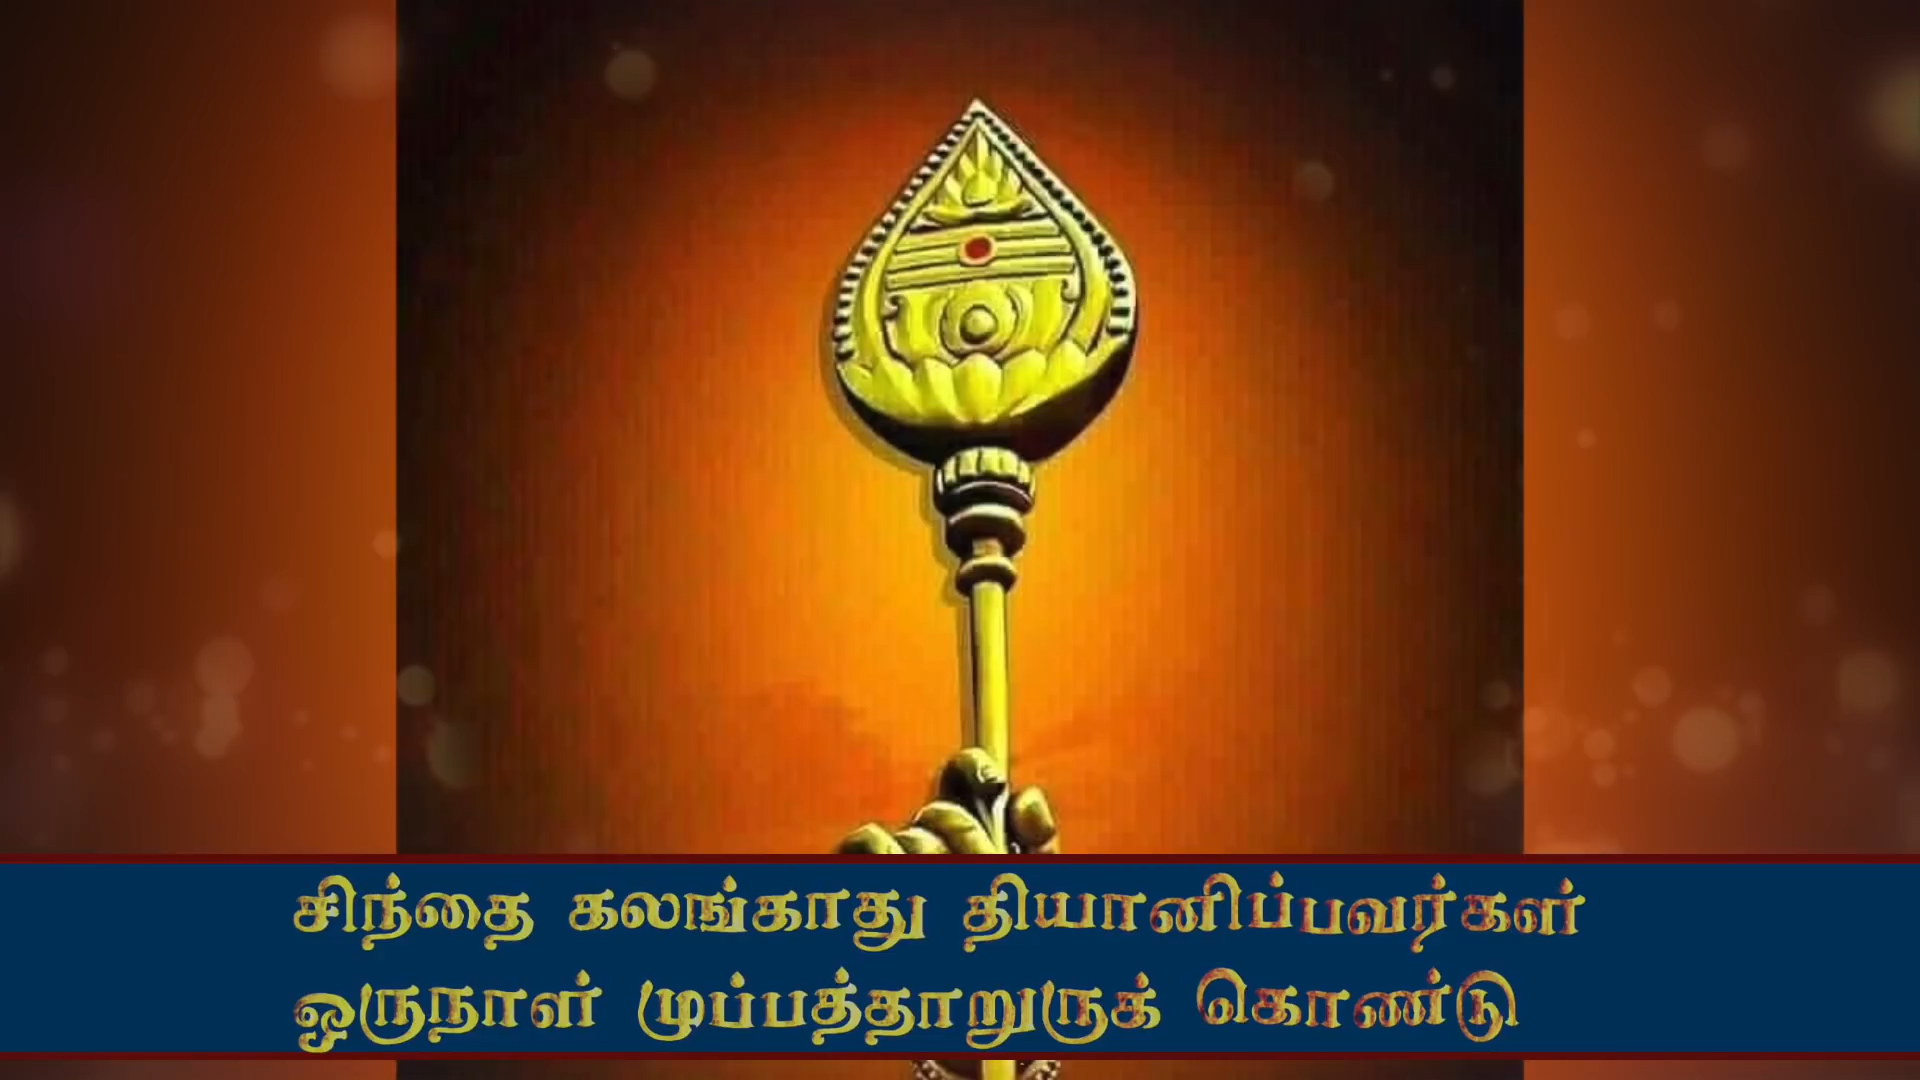 சிந்தை கலங்காது தியானிப்பவர்கள்
ஒருநாள் முப்பத்தாறுருக் கொண்டு